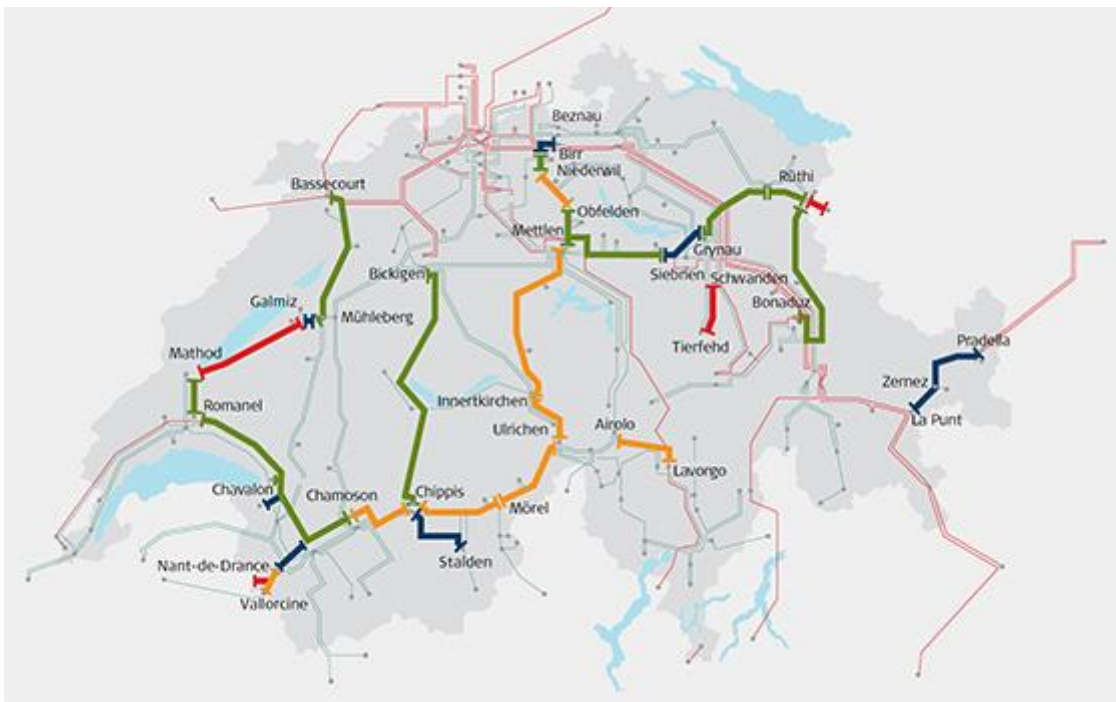 Beznau
Birr
Niederwil
Rüthi
Bassecourt
Obfelden
Mettlen
Grynau
Siebnen
Schwanden
Bickigen
Bonaduz
Galmiz
Mühleberg
Pradella
Tierfehd
Mathod
Zernez
Innertkirchen
Romanel
La Punt
Airolo
Ulrichen
Lavorgo
Chavalon
Chamoson
Chippis
Mörel
Stalden
Nant-de-Drance
Vallorcine